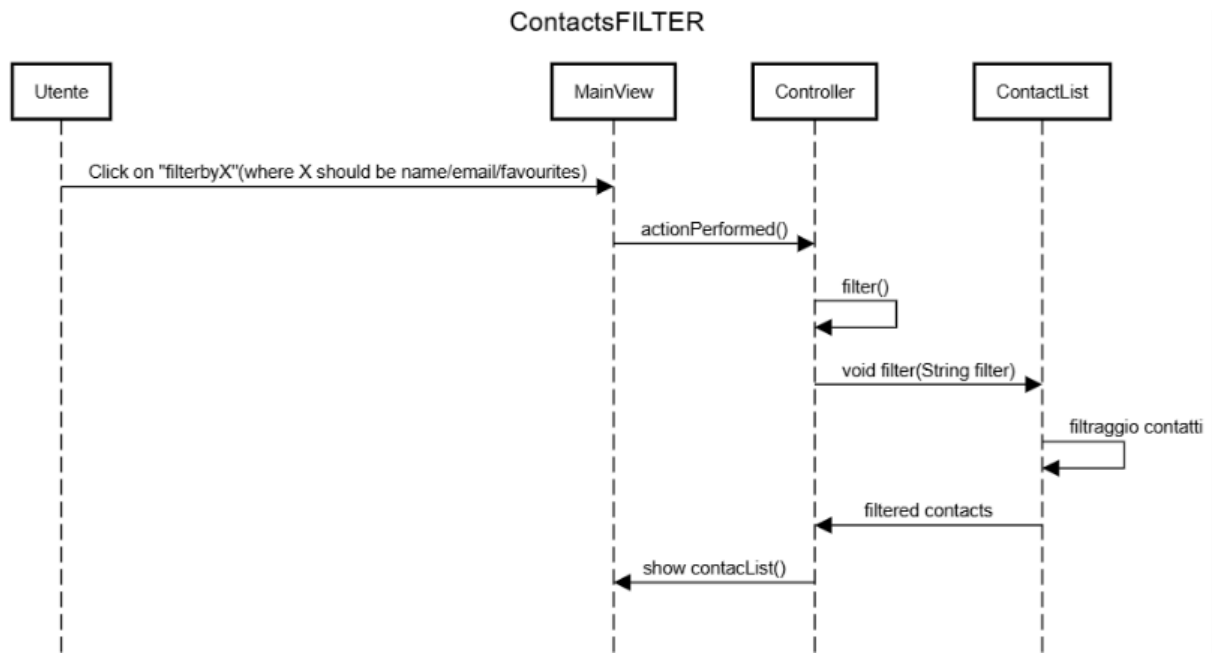 ContactsFILTER
Utente
MainView
Controller
ContactList
Click on "filterbyX"(where X should be name/email/favourites)
actionPerformed()
filter()
void filter(String filter)
filtraggio contatti
filtered contacts
show contacList()